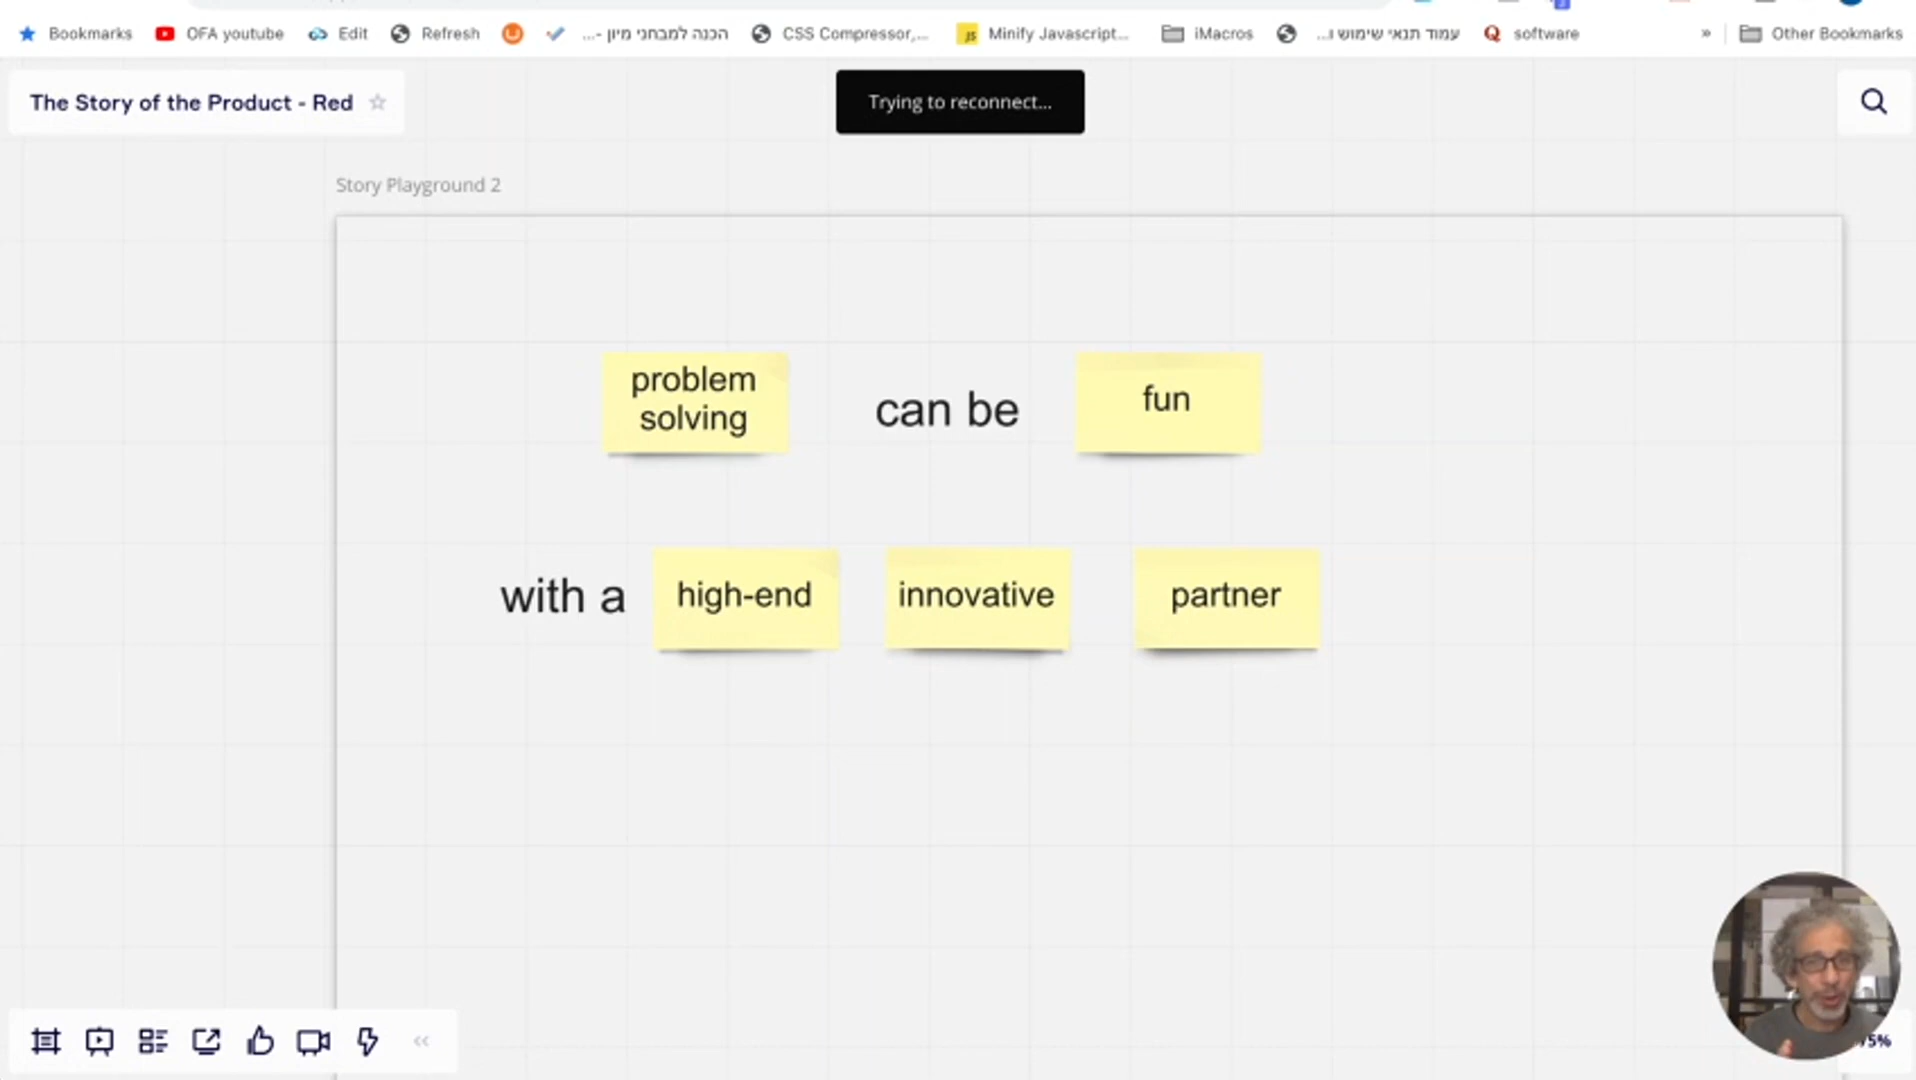 Bookmarks OFA youtube Edit Refresh הכנה למבחני מיון -... CSS Compressor,... Minify Javascript... iMacros עמוד תנאי שימוש ו... software » Other Bookmarks
The Story of the Product - Red
Trying to reconnect...
Story Playground 2
problem
solving
can be
fun
with a
high-end
innovative
partner
75%